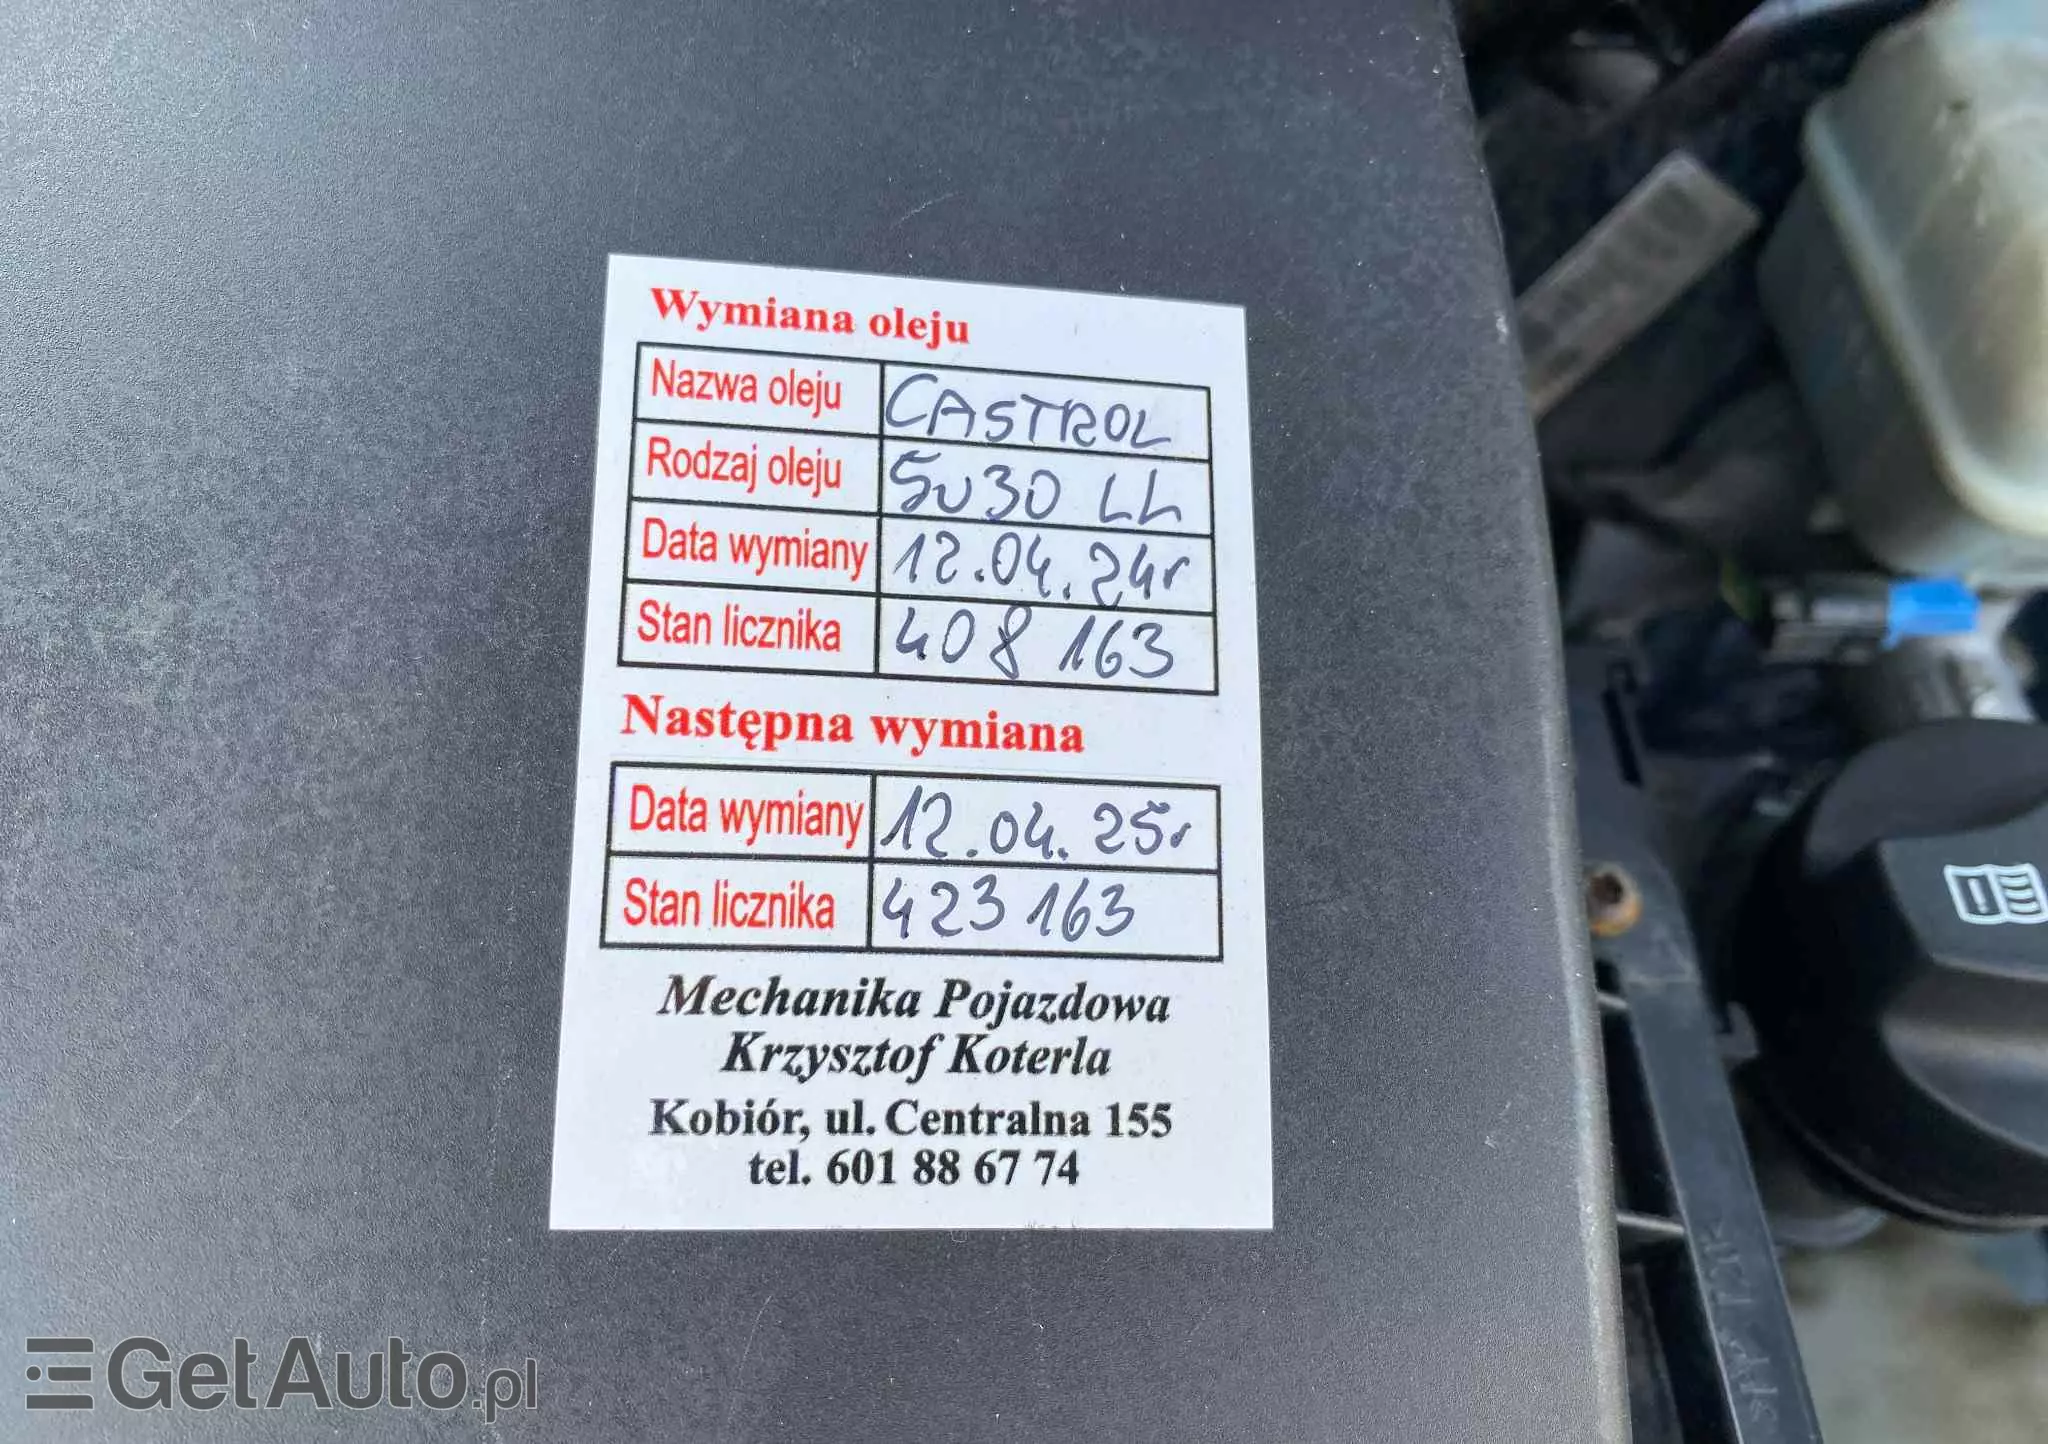 Wymiana oleju
Nazwa oleju CASTROL
Rodzaj oleju 5w30 LL
Data wymiany 12.04.24r
Stan licznika 408 163
Następna wymiana
Data wymiany 12.04.25r
Stan licznika 423 163
Mechanika Pojazdowa
Krzysztof Koterla
Kobiór, ul. Centralna 155
tel. 601 88 67 74
GetAuto.pl